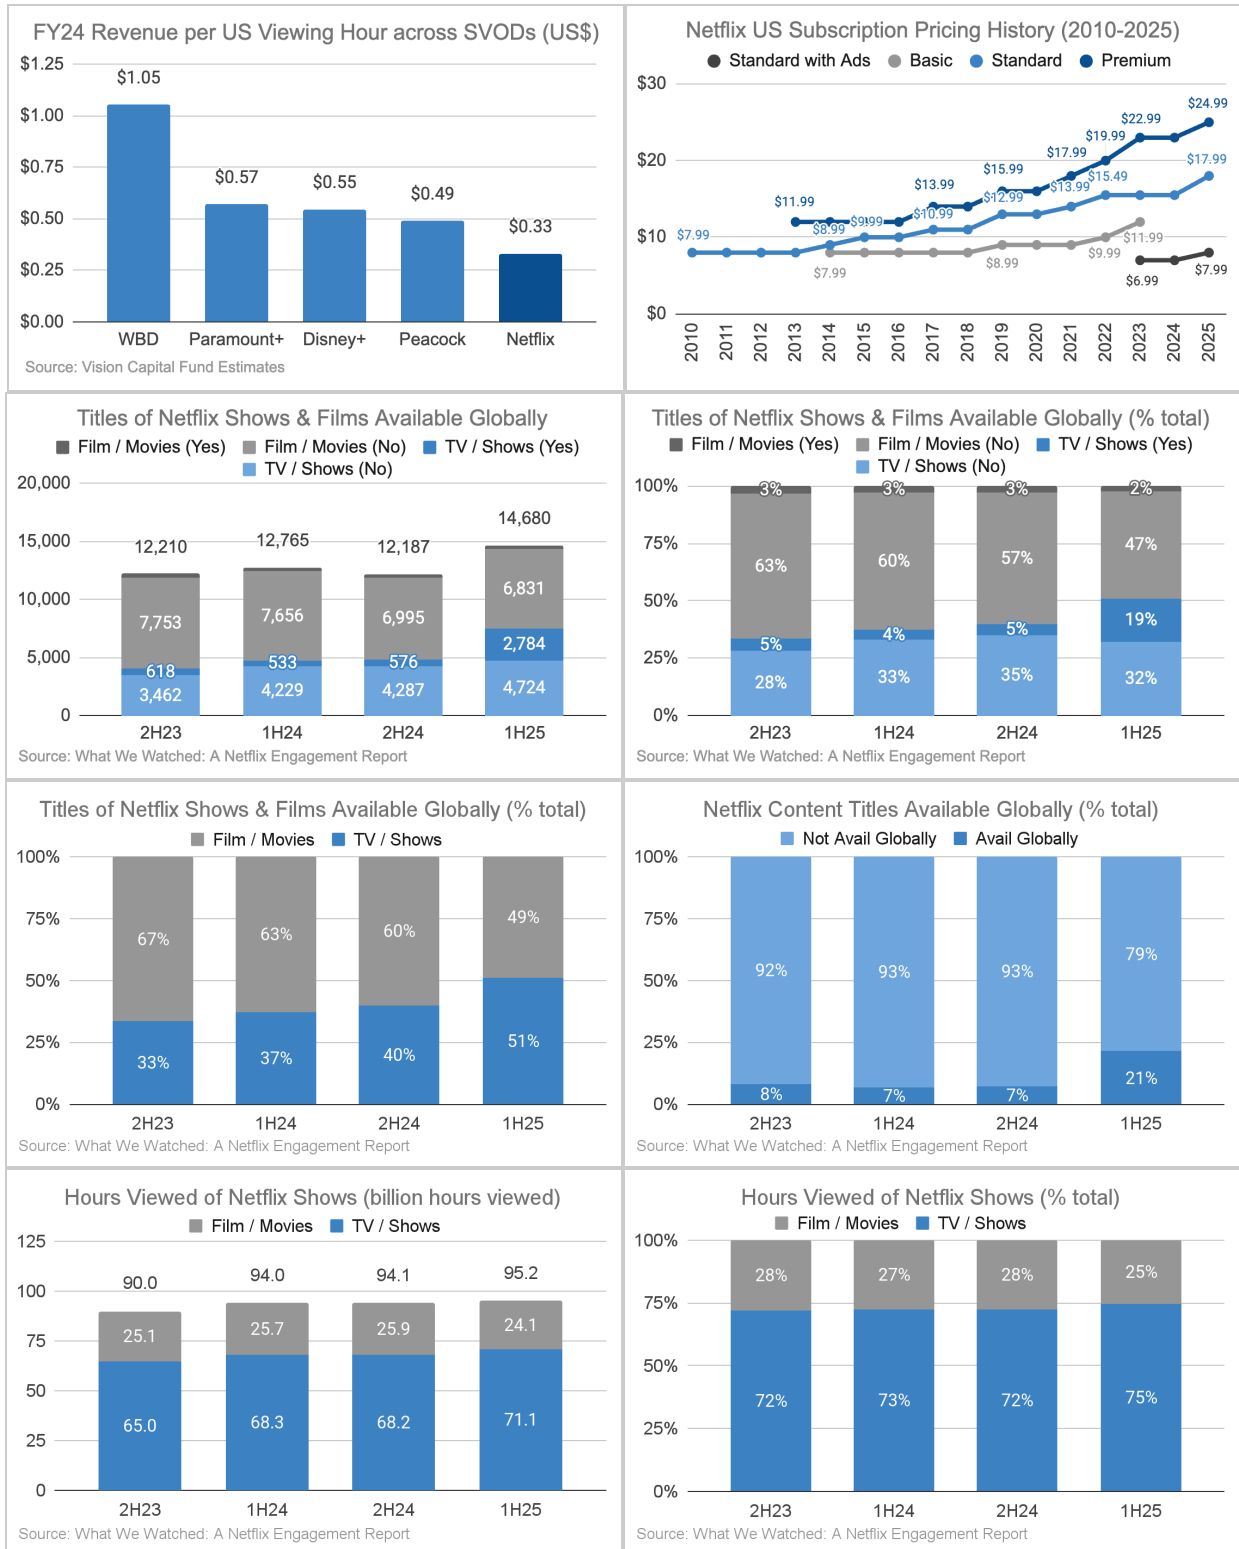 FY24 Revenue per US Viewing Hour across SVODs (US$)
$1.25
$1.00
$0.75
$0.50
$0.25
$0.00
$1.05
$0.57
$0.55
$0.49
$0.33
WBD Paramount+ Disney+ Peacock Netflix
Source: Vision Capital Fund Estimates
Netflix US Subscription Pricing History (2010-2025)
Standard with Ads Basic Standard Premium
$30
$20
$10
$0
$11.99 $13.99 $15.99 $17.99 $19.99 $22.99 $24.99
$7.99 $8.99 $9.99 $10.99 $12.99 $13.99 $15.49 $17.99
$7.99 $8.99 $9.99 $11.99
$6.99 $7.99
2010 2011 2012 2013 2014 2015 2016 2017 2018 2019 2020 2021 2022 2023 2024 2025
Titles of Netflix Shows & Films Available Globally
Film / Movies (Yes) Film / Movies (No) TV / Shows (Yes)
TV / Shows (No)
20,000
15,000
10,000
5,000
0
12,210 12,765 12,187 14,680
7,753 7,656 6,995 6,831
618 533 576 2,784
3,462 4,229 4,287 4,724
2H23 1H24 2H24 1H25
Source: What We Watched: A Netflix Engagement Report
Titles of Netflix Shows & Films Available Globally (% total)
Film / Movies (Yes) Film / Movies (No) TV / Shows (Yes)
TV / Shows (No)
100%
75%
50%
25%
0%
3% 3% 3% 2%
63% 60% 57% 47%
5% 4% 5% 19%
28% 33% 35% 32%
2H23 1H24 2H24 1H25
Source: What We Watched: A Netflix Engagement Report
Titles of Netflix Shows & Films Available Globally (% total)
Film / Movies TV / Shows
100%
75%
50%
25%
0%
67% 63% 60% 49%
33% 37% 40% 51%
2H23 1H24 2H24 1H25
Source: What We Watched: A Netflix Engagement Report
Netflix Content Titles Available Globally (% total)
Not Avail Globally Avail Globally
100%
75%
50%
25%
0%
92% 93% 93% 79%
8% 7% 7% 21%
2H23 1H24 2H24 1H25
Source: What We Watched: A Netflix Engagement Report
Hours Viewed of Netflix Shows (billion hours viewed)
Film / Movies TV / Shows
125
100
75
50
25
0
90.0 94.0 94.1 95.2
25.1 25.7 25.9 24.1
65.0 68.3 68.2 71.1
2H23 1H24 2H24 1H25
Source: What We Watched: A Netflix Engagement Report
Hours Viewed of Netflix Shows (% total)
Film / Movies TV / Shows
100%
75%
50%
25%
0%
28% 27% 28% 25%
72% 73% 72% 75%
2H23 1H24 2H24 1H25
Source: What We Watched: A Netflix Engagement Report